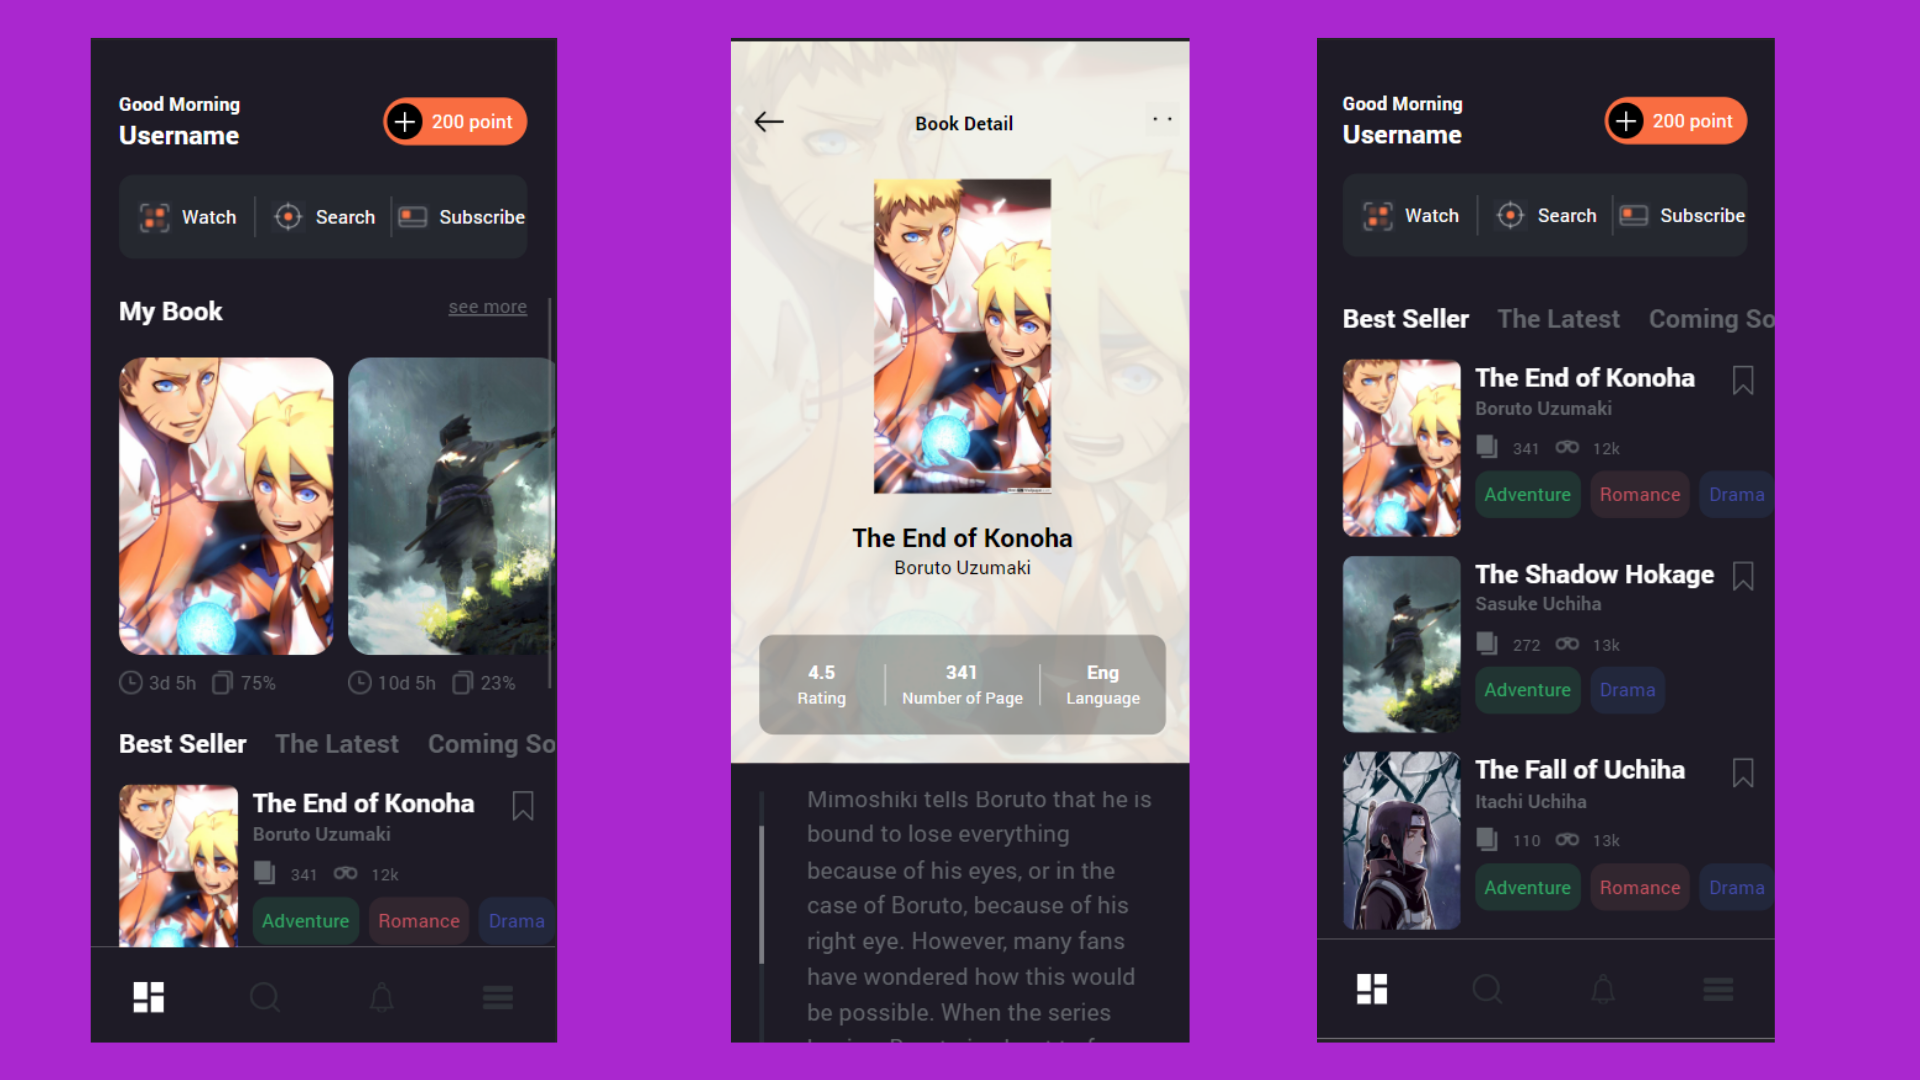 Good Morning
Username
200 point
Watch
Search
Subscribe
My Book
see more
3d 5h
75%
10d 5h
23%
Best Seller
The Latest
Coming So
The End of Konoha
Boruto Uzumaki
341
12k
Adventure
Romance
Drama
Book Detail
The End of Konoha
Boruto Uzumaki
4.5
Rating
341
Number of Page
Eng
Language
Mimoshiki tells Boruto that he is
bound to lose everything
because of his eyes, or in the
case of Boruto, because of his
right eye. However, many fans
have wondered how this would
be possible. When the series
Good Morning
Username
200 point
Watch
Search
Subscribe
Best Seller
The Latest
Coming So
The End of Konoha
Boruto Uzumaki
341
12k
Adventure
Romance
Drama
The Shadow Hokage
Sasuke Uchiha
272
13k
Adventure
Drama
The Fall of Uchiha
Itachi Uchiha
110
13k
Adventure
Romance
Drama